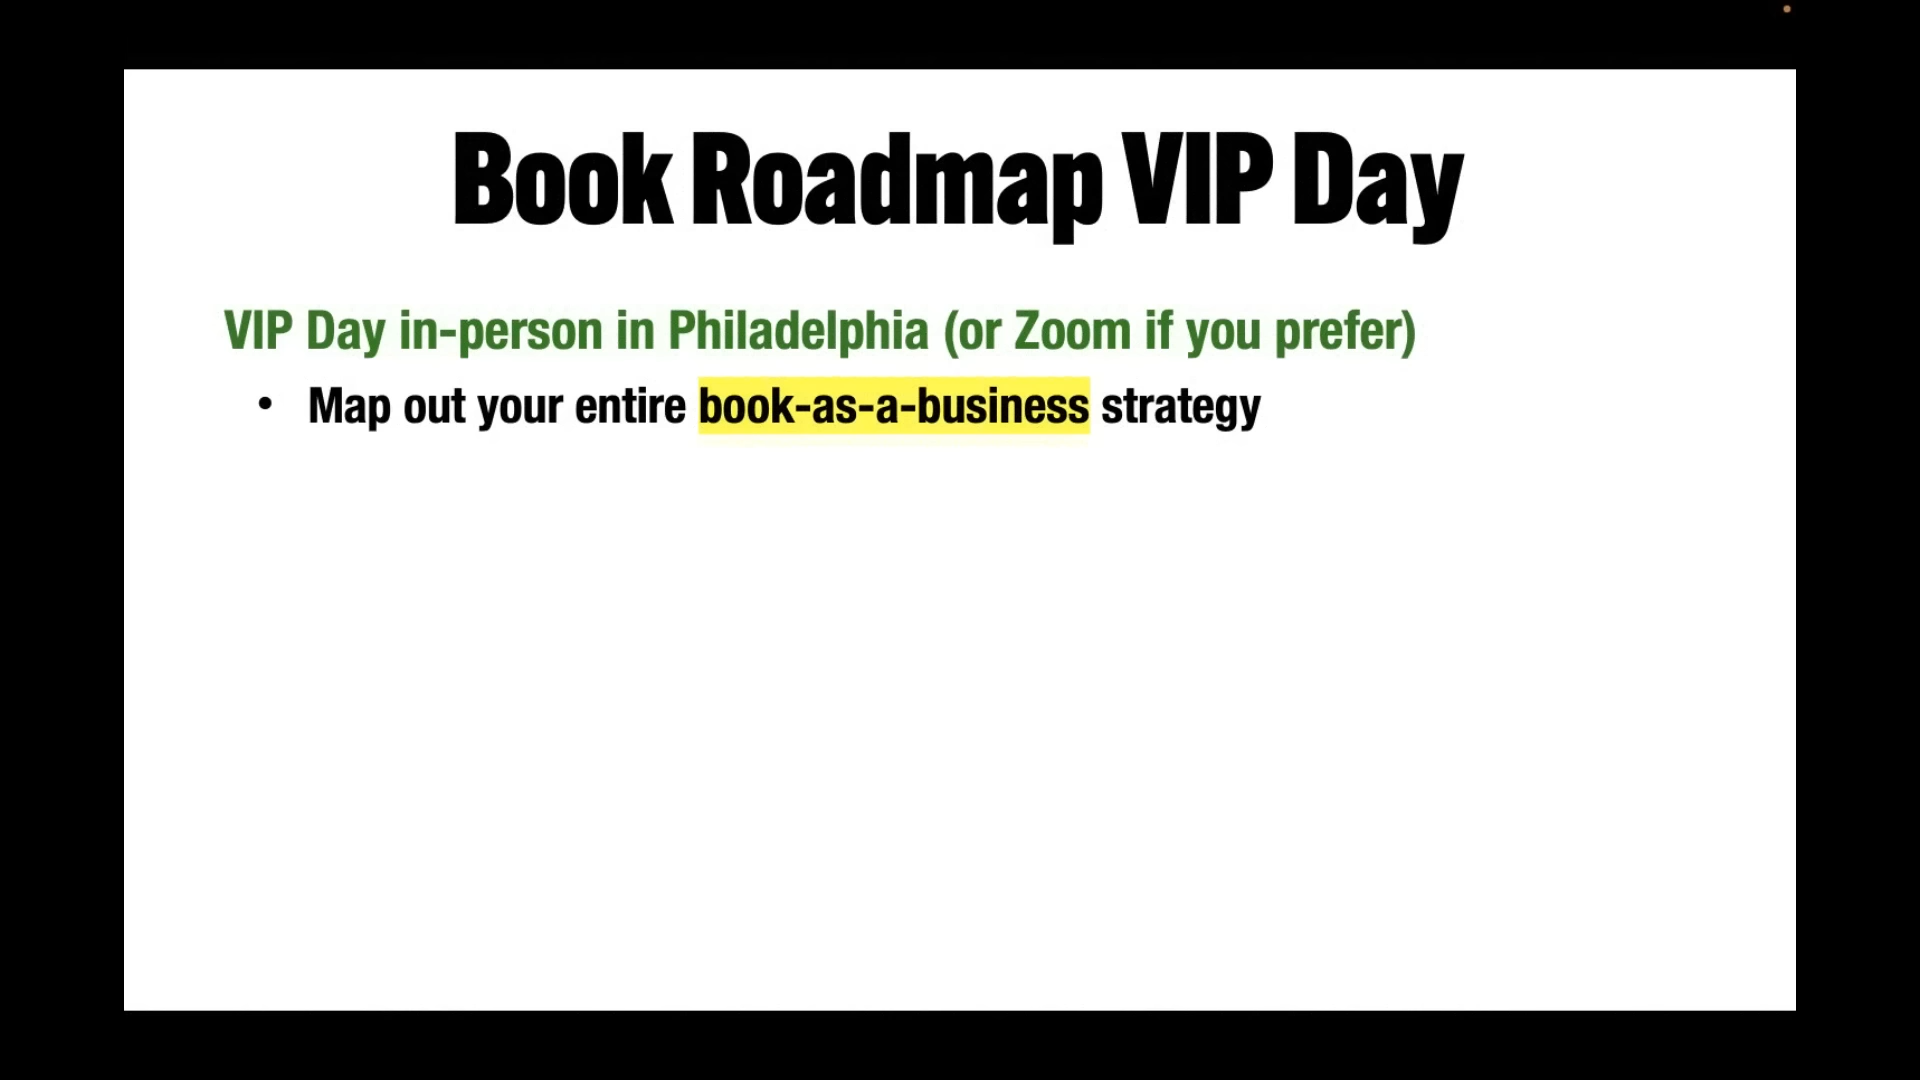 Book Roadmap VIP Day
VIP Day in-person in Philadelphia (or Zoom if you prefer)
• Map out your entire book-as-a-business strategy